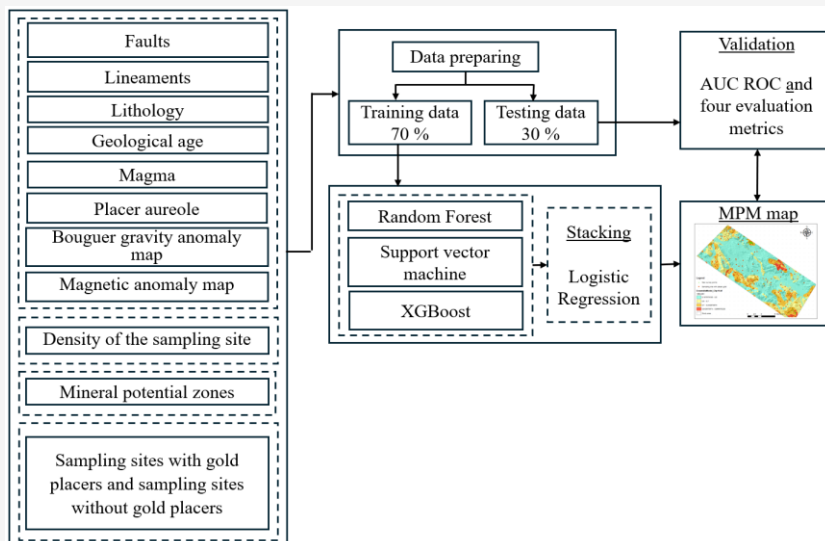 Faults
Lineaments
Lithology
Geological age
Magma
Placer aureole
Bouguer gravity anomaly
map
Magnetic anomaly map
Density of the sampling site
Mineral potential zones
Sampling sites with gold
placers and sampling sites
without gold placers
Data preparing
Training data
70 %
Testing data
30 %
Random Forest
Support vector
machine
XGBoost
Stacking
Logistic
Regression
Validation
AUC ROC and
four evaluation
metrics
MPM map